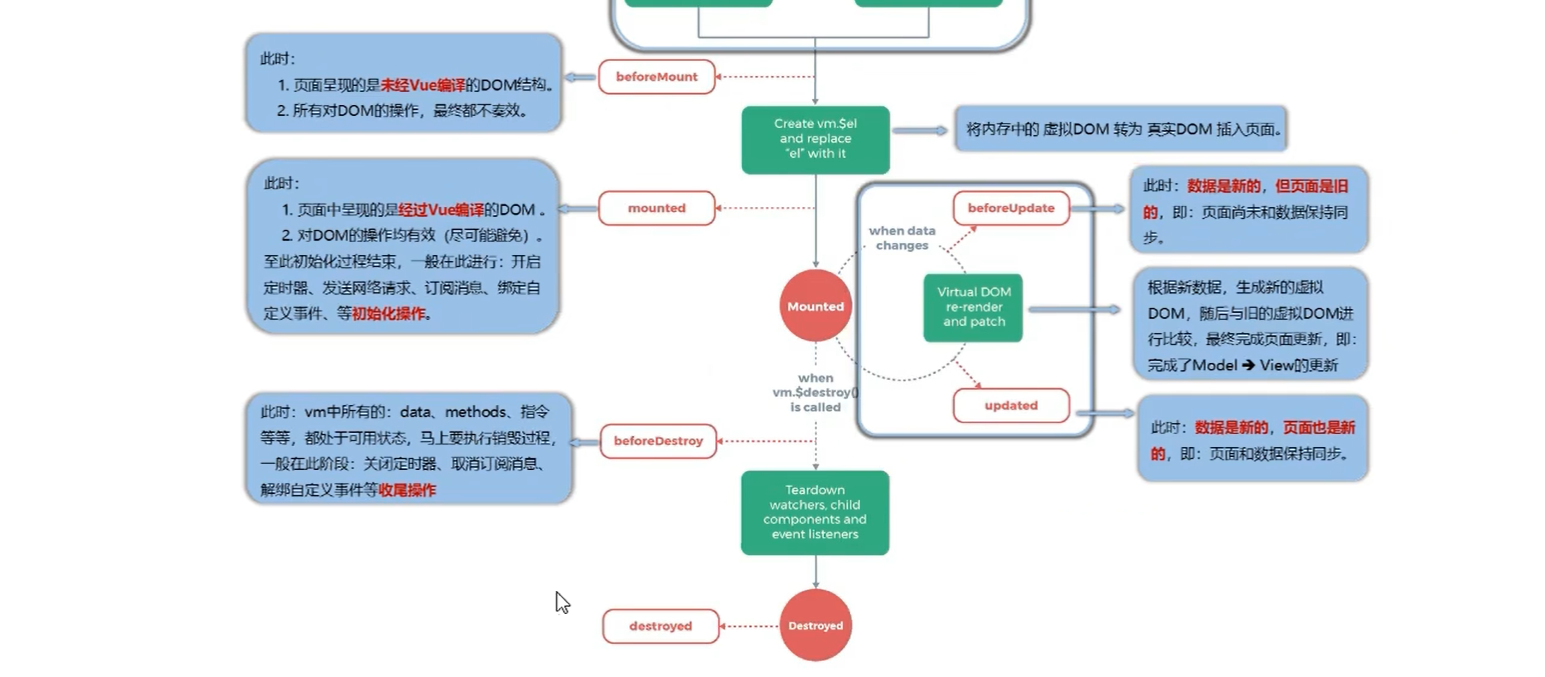 此时：
1. 页面呈现的是未经Vue编译的DOM结构。
2. 所有对DOM的操作，最终都不奏效。
beforeMount
Create vm.$el
and replace
"el" with it
将内存中的 虚拟DOM 转为 真实DOM 插入页面。
此时：
1. 页面中呈现的是经过Vue编译的DOM 。
2. 对DOM的操作均有效（尽可能避免）。
至此初始化过程结束，一般在此进行：开启
定时器、发送网络请求、订阅消息、绑定自
定义事件、等初始化操作。
mounted
beforeUpdate
此时：数据是新的，但页面是旧
的，即：页面尚未和数据保持同
步。
when data
changes
Mounted
Virtual DOM
re-render
and patch
根据新数据，生成新的虚拟
DOM，随后与旧的虚拟DOM进
行比较，最终完成页面更新，即：
完成了Model ➔ View的更新
when
vm.$destroy()
is called
updated
此时：数据是新的，页面也是新
的，即：页面和数据保持同步。
此时：vm中所有的：data、methods、指令
等等，都处于可用状态，马上要执行销毁过程，
一般在此阶段：关闭定时器、取消订阅消息、
解绑自定义事件等收尾操作
beforeDestroy
Teardown
watchers, child
components and
event listeners
destroyed
Destroyed